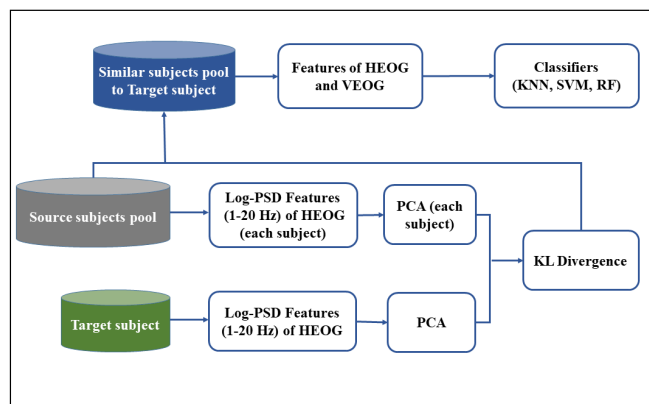 Similar subjects pool
to Target subject
Features of HEOG
and VEOG
Classifiers
(KNN, SVM, RF)
Source subjects pool
Log-PSD Features
(1-20 Hz) of HEOG
(each subject)
PCA (each
subject)
KL Divergence
Target subject
Log-PSD Features
(1-20 Hz) of HEOG
PCA